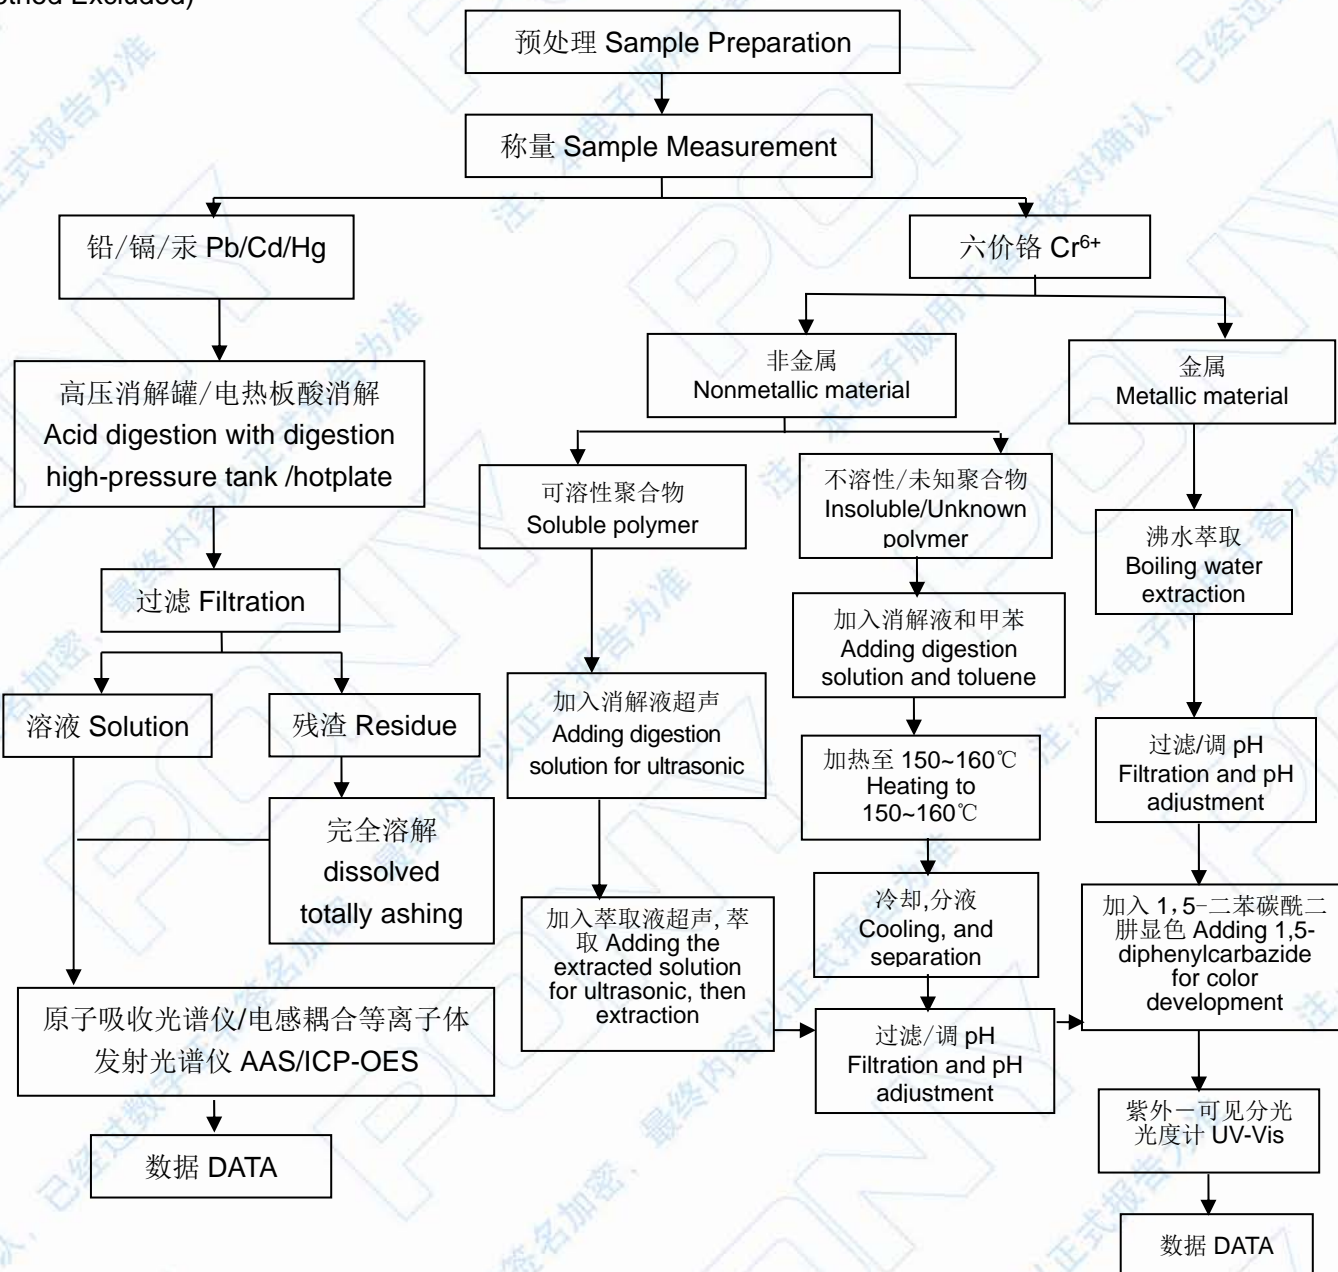 thod Excluded)
预处理 Sample Preparation
称量 Sample Measurement
铅/镉/汞 Pb/Cd/Hg
六价铬 Cr⁶⁺
高压消解罐/电热板酸消解
Acid digestion with digestion
high-pressure tank /hotplate
非金属
Nonmetallic material
金属
Metallic material
可溶性聚合物
Soluble polymer
不溶性/未知聚合物
Insoluble/Unknown
polymer
沸水萃取
Boiling water
extraction
过滤 Filtration
加入消解液和甲苯
Adding digestion
solution and toluene
溶液 Solution
残渣 Residue
加入消解液超声
Adding digestion
solution for ultrasonic
加热至 150~160℃
Heating to
150~160℃
过滤/调 pH
Filtration and pH
adjustment
完全溶解
dissolved
totally ashing
加入萃取液超声, 萃
取 Adding the
extracted solution
for ultrasonic, then
extraction
冷却,分液
Cooling, and
separation
加入 1,5-二苯碳酰二
肼显色 Adding 1,5-
diphenylcarbazide
for color
development
原子吸收光谱仪/电感耦合等离子体
发射光谱仪 AAS/ICP-OES
过滤/调 pH
Filtration and pH
adjustment
紫外－可见分光
光度计 UV-Vis
数据 DATA
数据 DATA
PONY